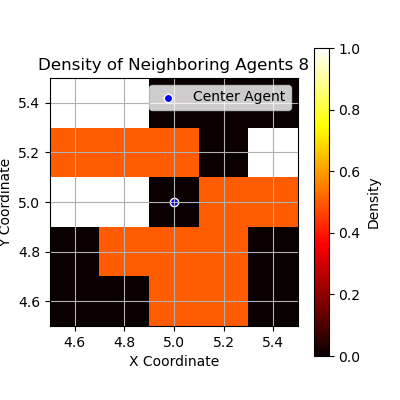 Density of Neighboring Agents 8
Center Agent
5.4
5.2
5.0
4.8
4.6
Y Coordinate
4.6 4.8 5.0 5.2 5.4
X Coordinate
1.0
0.8
0.6
0.4
0.2
0.0
Density